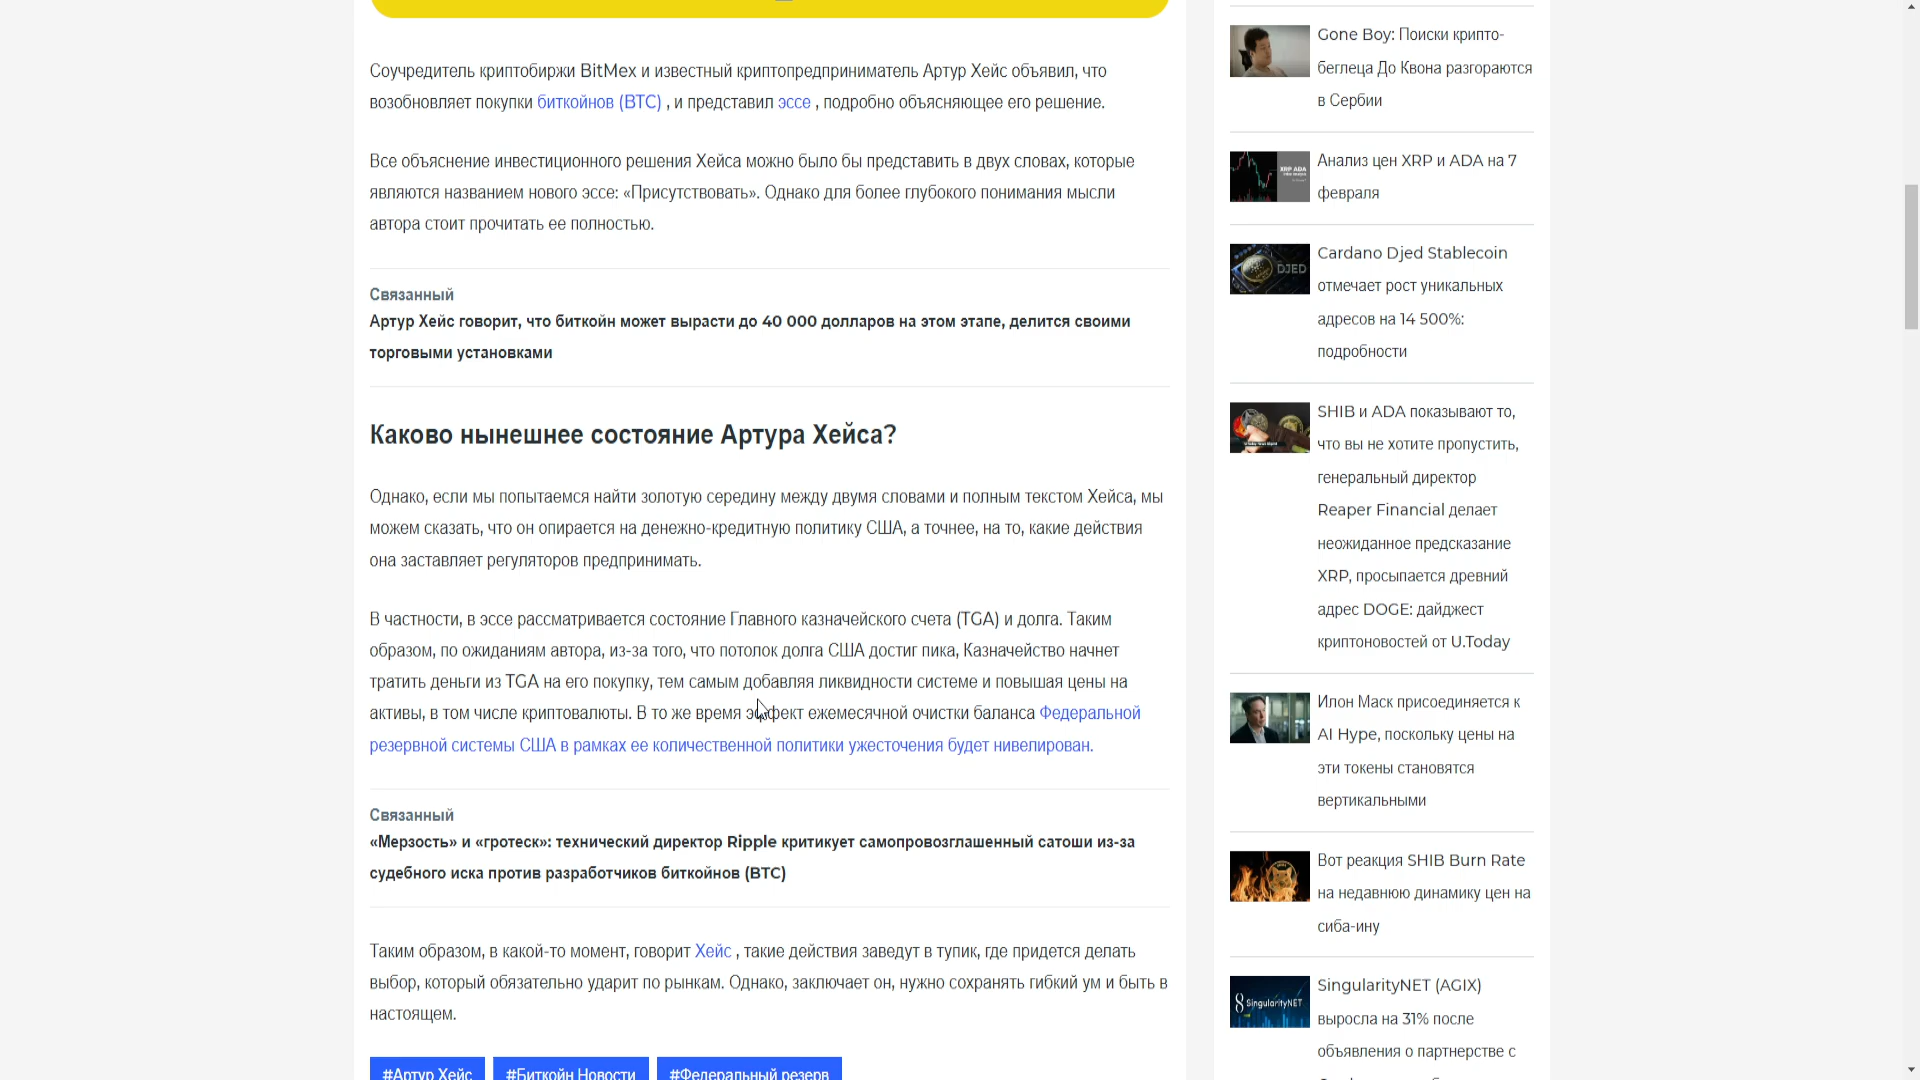 Соучредитель криптобиржи BitMex и известный криптопредприниматель Артур Хейс объявил, что
возобновляет покупки биткойнов (BTC) , и представил эссе , подробно объясняющее его решение.
Все объяснение инвестиционного решения Хейса можно было бы представить в двух словах, которые
являются названием нового эссе: «Присутствовать». Однако для более глубокого понимания мысли
автора стоит прочитать ее полностью.
Связанный
Артур Хейс говорит, что биткойн может вырасти до 40 000 долларов на этом этапе, делится своими
торговыми установками
Каково нынешнее состояние Артура Хейса?
Однако, если мы попытаемся найти золотую середину между двумя словами и полным текстом Хейса, мы
можем сказать, что он опирается на денежно-кредитную политику США, а точнее, на то, какие действия
она заставляет регуляторов предпринимать.
В частности, в эссе рассматривается состояние Главного казначейского счета (TGA) и долга. Таким
образом, по ожиданиям автора, из-за того, что потолок долга США достиг пика, Казначейство начнет
тратить деньги из TGA на его покупку, тем самым добавляя ликвидности системе и повышая цены на
активы, в том числе криптовалюты. В то же время эффект ежемесячной очистки баланса Федеральной
резервной системы США в рамках ее количественной политики ужесточения будет нивелирован.
Связанный
«Мерзость» и «гротеск»: технический директор Ripple критикует самопровозглашенный сатоши из-за
судебного иска против разработчиков биткойнов (BTC)
Таким образом, в какой-то момент, говорит Хейс , такие действия заведут в тупик, где придется делать
выбор, который обязательно ударит по рынкам. Однако, заключает он, нужно сохранять гибкий ум и быть в
настоящем.
#Артур Хейс #Биткойн Новости #Федеральный резерв
Gone Boy: Поиски крипто-
беглеца До Квона разгораются
в Сербии
XRP ADA
Анализ цен XRP и ADA на 7
февраля
DJED
Cardano Djed Stablecoin
отмечает рост уникальных
адресов на 14 500%:
подробности
SHIB и ADA показывают то,
что вы не хотите пропустить,
генеральный директор
Reaper Financial делает
неожиданное предсказание
XRP, просыпается древний
адрес DOGE: дайджест
криптоновостей от U.Today
Илон Маск присоединяется к
AI Hype, поскольку цены на
эти токены становятся
вертикальными
Вот реакция SHIB Burn Rate
на недавнюю динамику цен на
сиба-ину
SingularityNET
SingularityNET (AGIX)
выросла на 31% после
объявления о партнерстве с